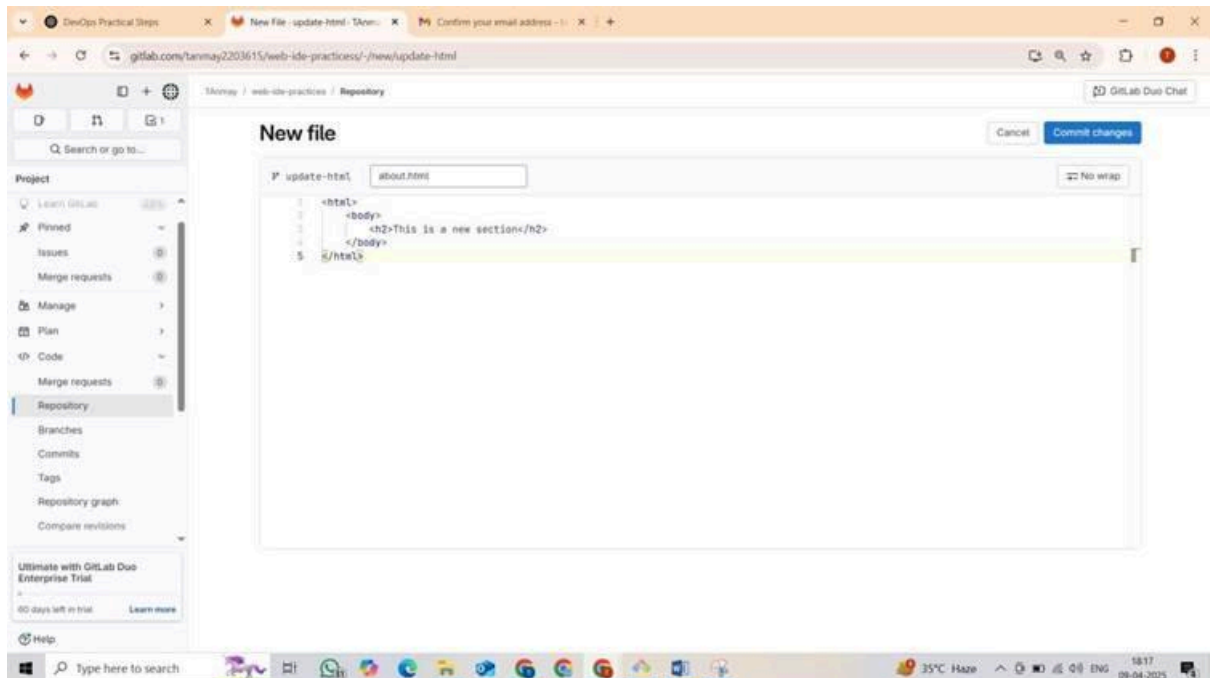 DevOps Practical Steps
New File · update-html · TAnm
Confirm your email address -
gitlab.com/tanmay2203615/web-ide-practicess/-/new/update-html
TAnmay / web-ide-practices / Repository
GitLab Duo Chat
1
Search or go to...
Project
Learn GitLab
Pinned
Issues 0
Merge requests 0
Manage
Plan
Code
Merge requests 0
Repository
Branches
Commits
Tags
Repository graph
Compare revisions
Ultimate with GitLab Duo
Enterprise Trial
60 days left in trial Learn more
Help
New file
Cancel Commit changes
update-html about.html No wrap
1 <html>
2 <body>
3 <h2>This is a new section</h2>
4 </body>
5 </html>
Type here to search
35°C Haze ENG 18:17
09-04-2025